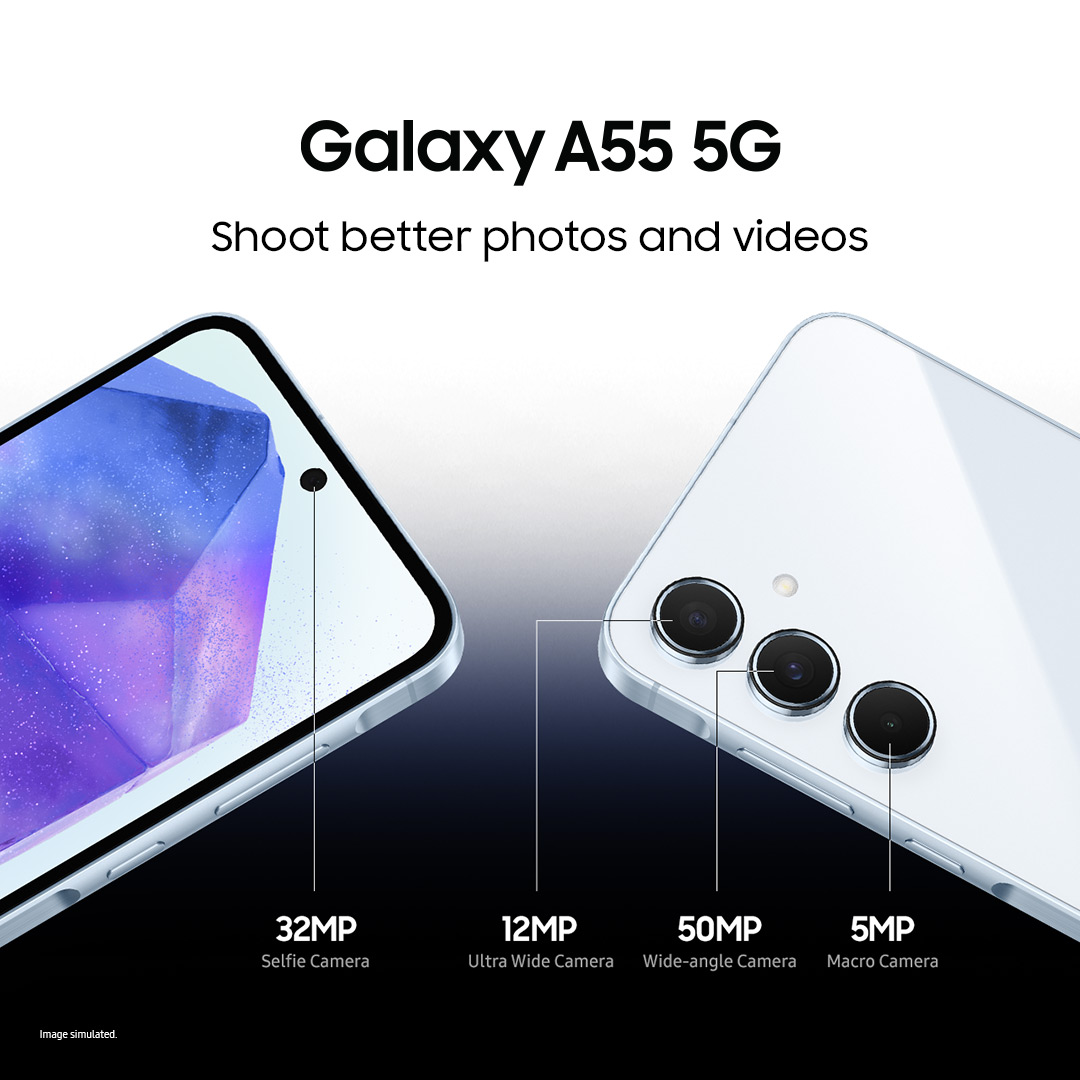 Galaxy A55 5G
Shoot better photos and videos
32MP
Selfie Camera
12MP
Ultra Wide Camera
50MP
Wide-angle Camera
5MP
Macro Camera
Image simulated.